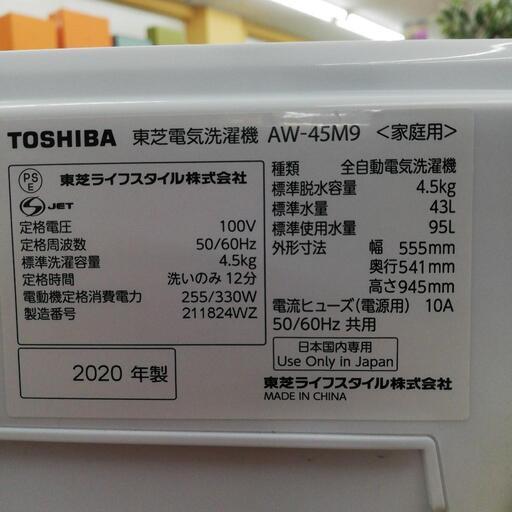 TOSHIBA 東芝電気洗濯機 AW-45M9 <家庭用>
PS E 東芝ライフスタイル株式会社
S JET
定格電圧 100V
定格周波数 50/60Hz
標準洗濯容量 4.5kg
定格時間 洗いのみ 12分
電動機定格消費電力 255/330W
製造番号 211824WZ
2020 年製
種類 全自動電気洗濯機
標準脱水容量 4.5kg
標準水量 43L
標準使用水量 95L
外形寸法 幅 555mm
奥行541mm
高さ945mm
電流ヒューズ(電源用) 10A
50/60Hz 共用
日本国内専用
Use Only in Japan
東芝ライフスタイル株式会社
MADE IN CHINA